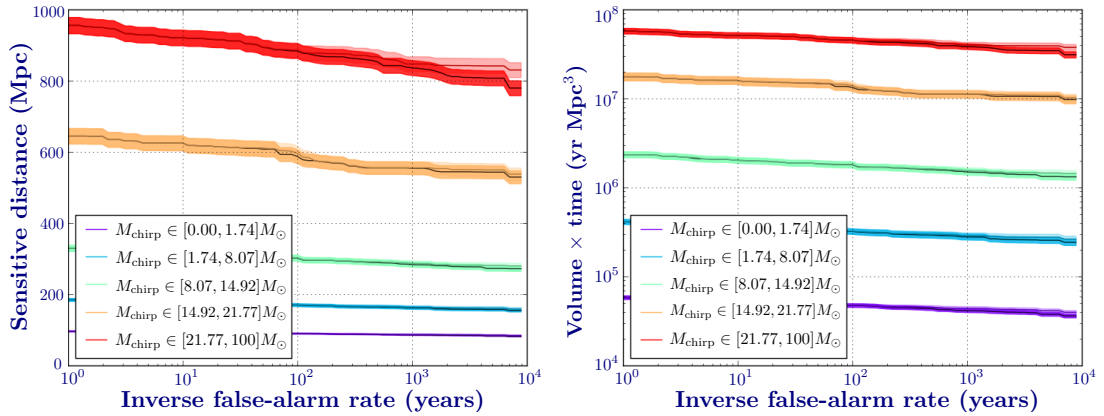 1000
800
600
400
200
0
Sensitive distance (Mpc)
M_chirp ∈ [0.00, 1.74]M_⊙
M_chirp ∈ [1.74, 8.07]M_⊙
M_chirp ∈ [8.07, 14.92]M_⊙
M_chirp ∈ [14.92, 21.77]M_⊙
M_chirp ∈ [21.77, 100]M_⊙
10^0 10^1 10^2 10^3 10^4
Inverse false-alarm rate (years)
10^8
10^7
10^6
10^5
10^4
Volume × time (yr Mpc^3)
M_chirp ∈ [0.00, 1.74]M_⊙
M_chirp ∈ [1.74, 8.07]M_⊙
M_chirp ∈ [8.07, 14.92]M_⊙
M_chirp ∈ [14.92, 21.77]M_⊙
M_chirp ∈ [21.77, 100]M_⊙
10^0 10^1 10^2 10^3 10^4
Inverse false-alarm rate (years)